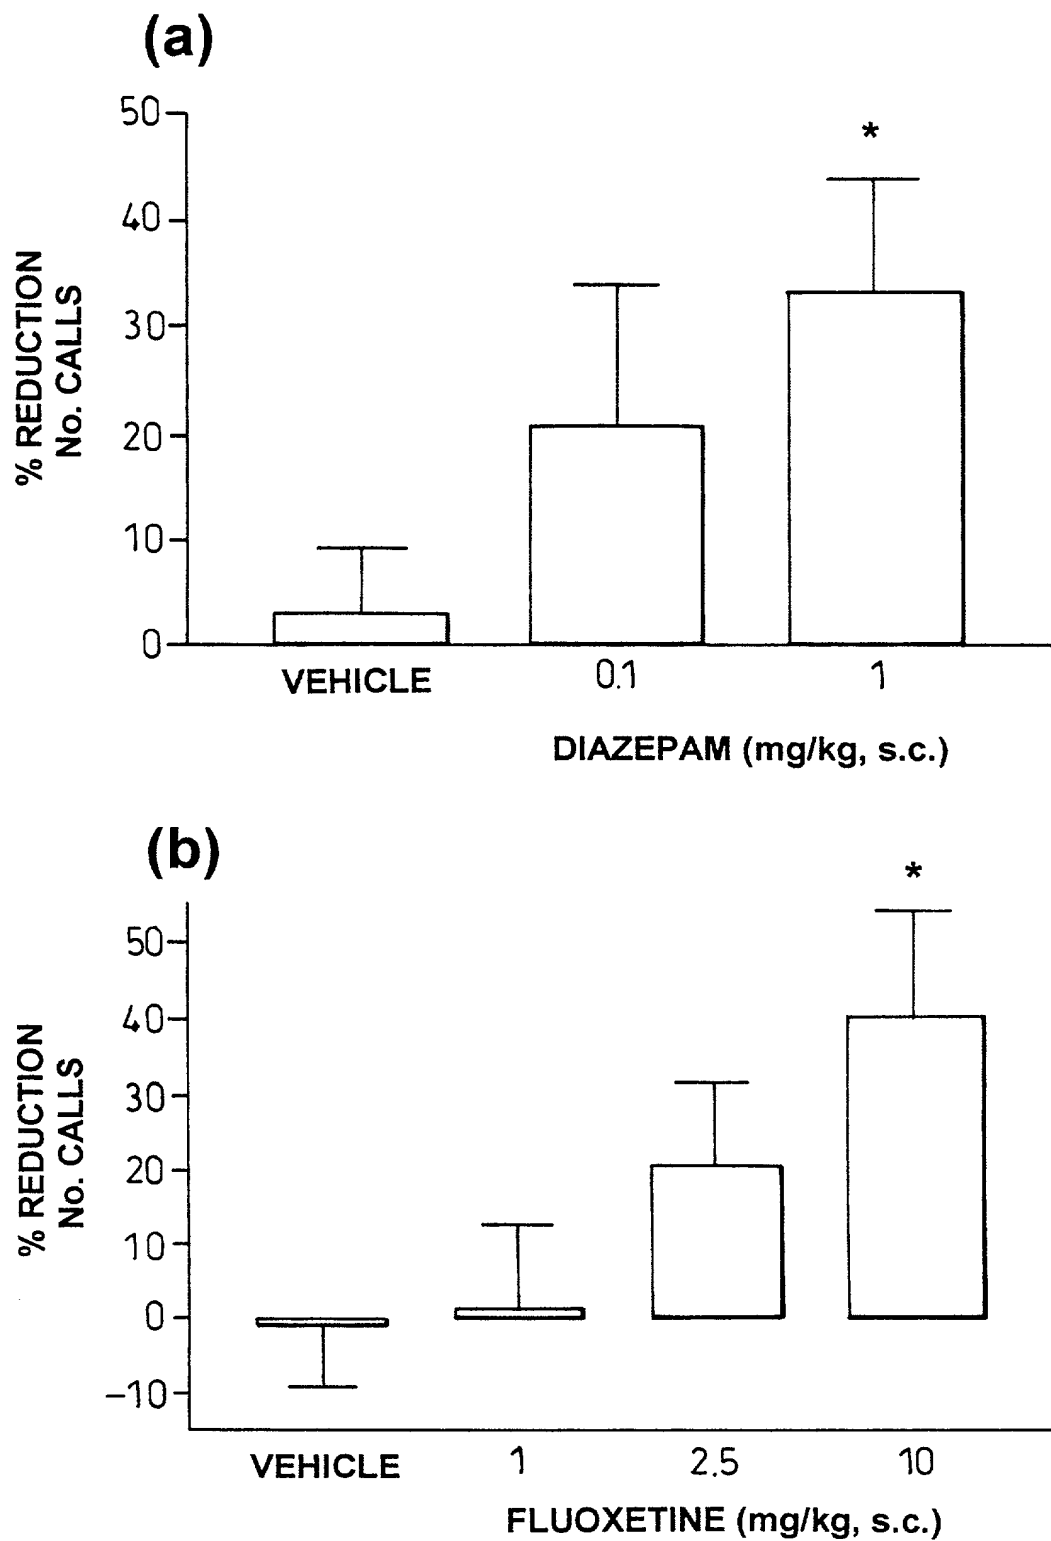 (a)
% REDUCTION
No. CALLS
50
40
30
20
10
0
*
VEHICLE 0.1 1
DIAZEPAM (mg/kg, s.c.)
(b)
% REDUCTION
No. CALLS
50
40
30
20
10
0
−10
*
VEHICLE 1 2.5 10
FLUOXETINE (mg/kg, s.c.)